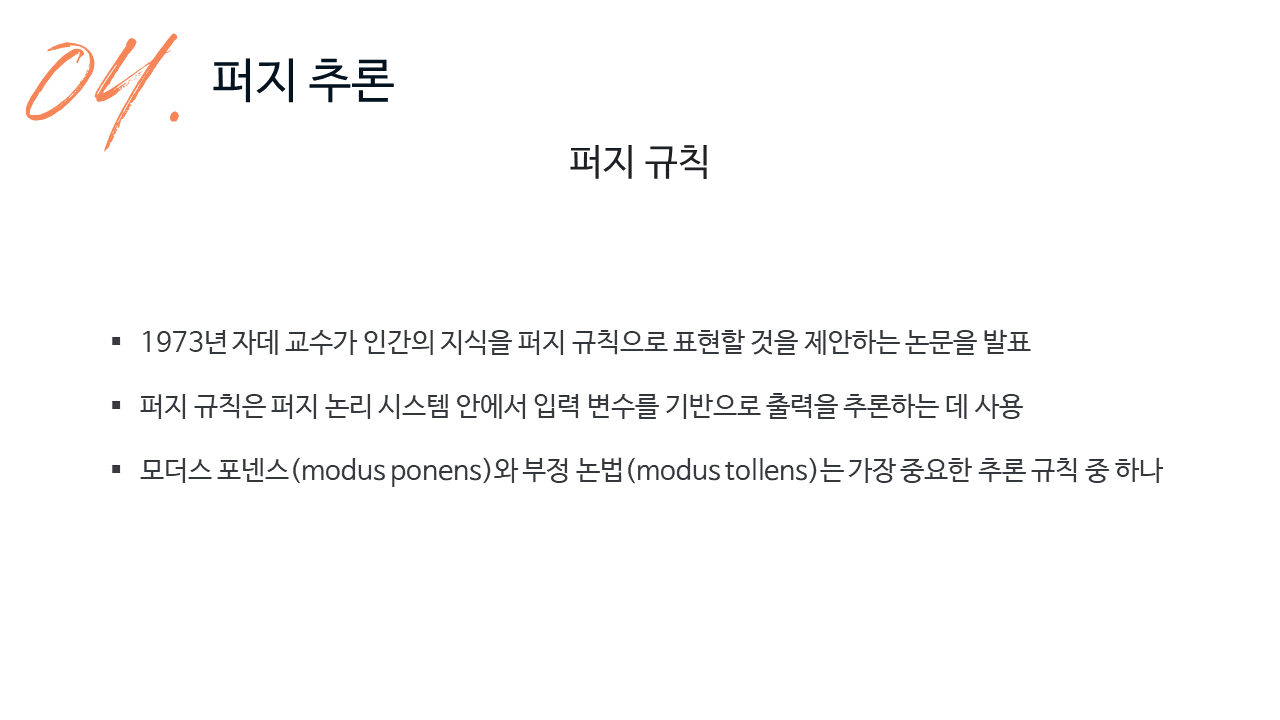 04.
퍼지 추론
퍼지 규칙
▪ 1973년 자데 교수가 인간의 지식을 퍼지 규칙으로 표현할 것을 제안하는 논문을 발표
▪ 퍼지 규칙은 퍼지 논리 시스템 안에서 입력 변수를 기반으로 출력을 추론하는 데 사용
▪ 모더스 포넨스(modus ponens)와 부정 논법(modus tollens)는 가장 중요한 추론 규칙 중 하나